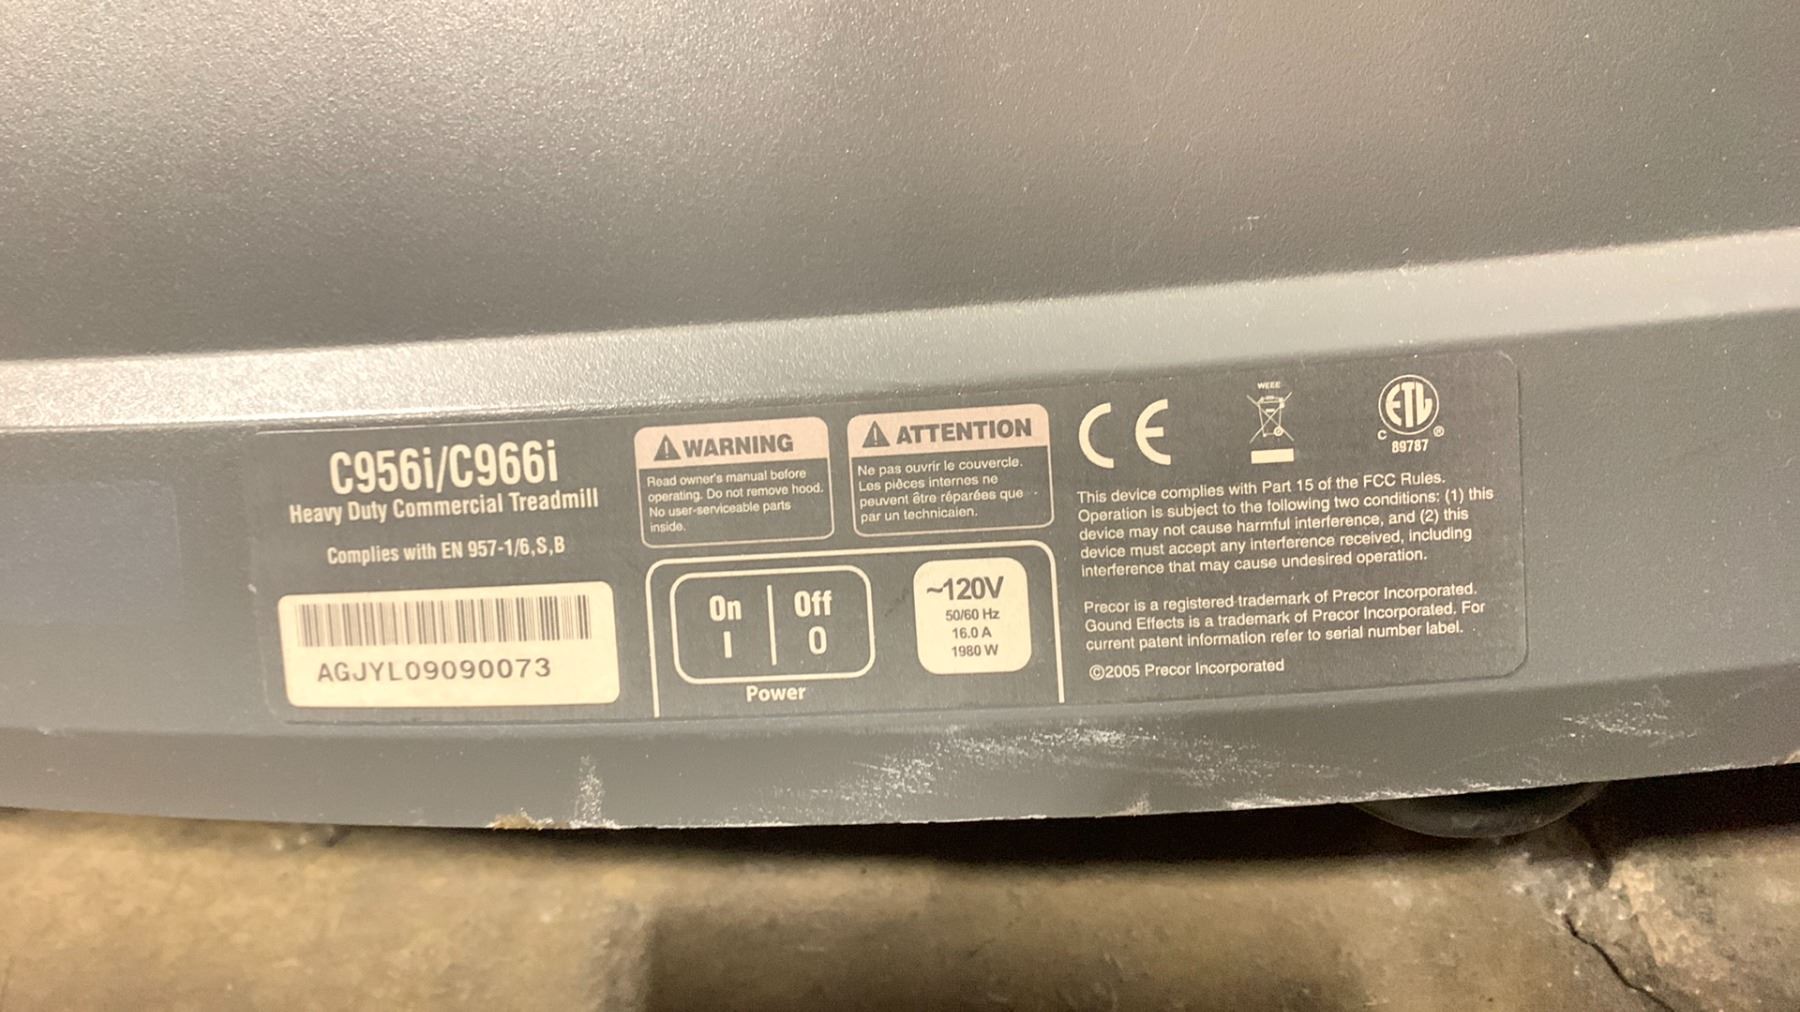 C956i/C966i
Heavy Duty Commercial Treadmill
Complies with EN 957-1/6,S,B
AGJYL09090073
WARNING
Read owner's manual before
operating. Do not remove hood.
No user-serviceable parts
inside.
ATTENTION
Ne pas ouvrir le couvercle.
Les pièces internes ne
peuvent être réparées que
par un technicaien.
On
Off
I
0
Power
~120V
50/60 Hz
16.0 A
1980 W
CE
WEEE
ETL
C
®
89787
This device complies with Part 15 of the FCC Rules.
Operation is subject to the following two conditions: (1) this
device may not cause harmful interference, and (2) this
device must accept any interference received, including
interference that may cause undesired operation.
Precor is a registered trademark of Precor Incorporated.
Gound Effects is a trademark of Precor Incorporated. For
current patent information refer to serial number label.
©2005 Precor Incorporated